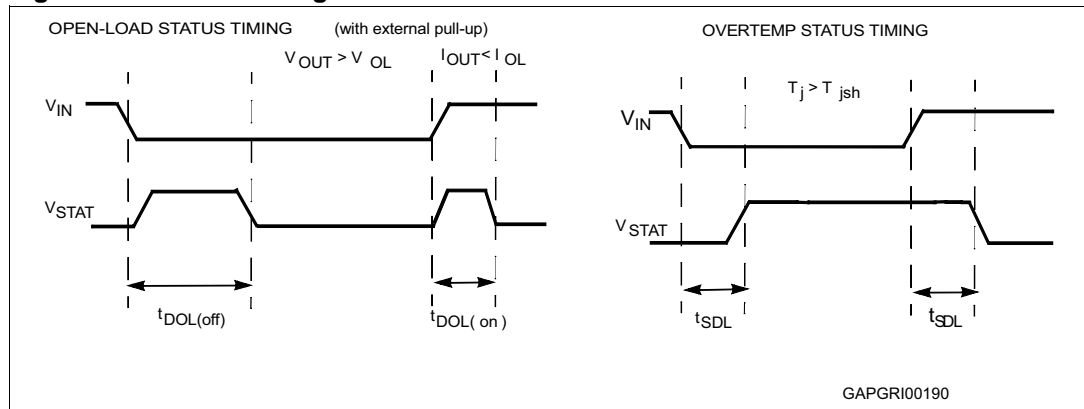 OPEN-LOAD STATUS TIMING (with external pull-up)
V OUT > V OL
I OUT < I OL
V IN
V STAT
t DOL(off)
t DOL( on )
OVERTEMP STATUS TIMING
T j > T jsh
V IN
V STAT
t SDL
t SDL
GAPGRI00190